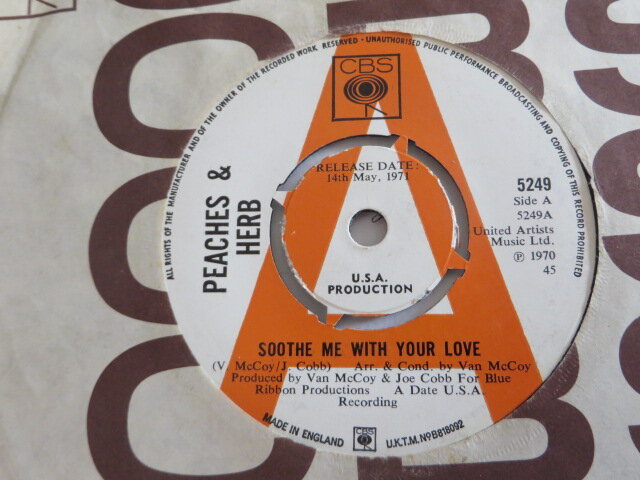 ALL RIGHTS OF THE MANUFACTURER AND OF THE OWNER OF THE RECORDED WORK RESERVED - UNAUTHORISED PUBLIC PERFORMANCE BROADCASTING AND COPYING OF THIS RECORD PROHIBITED
CBS
RELEASE DATE:
14th May, 1971
PEACHES &
HERB
5249
Side A
5249A
United Artists
Music Ltd.
℗ 1970
45
U.S.A.
PRODUCTION
A
SOOTHE ME WITH YOUR LOVE
(V. McCoy/J. Cobb) Arr. & Cond. by Van McCoy
Produced by Van McCoy & Joe Cobb For Blue
Ribbon Productions A Date U.S.A.
Recording
MADE IN ENGLAND
U.K.T.M. NºB818092